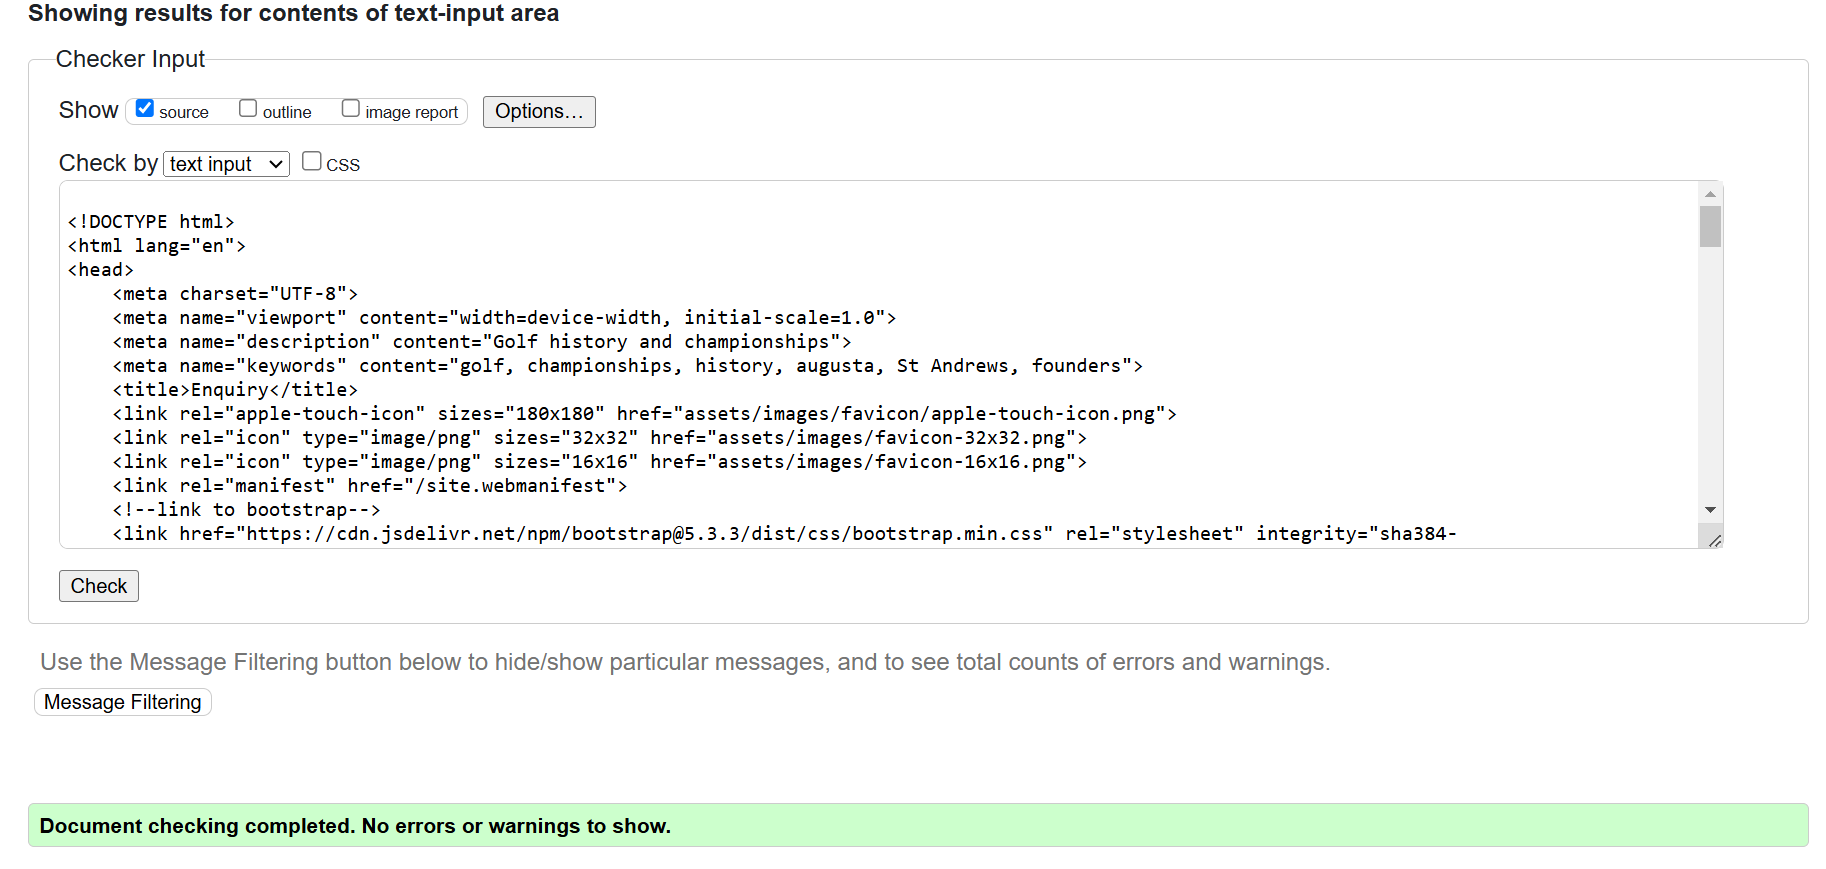 Showing results for contents of text-input area
Checker Input
Show source outline image report Options...
Check by text input CSS
<!DOCTYPE html>
<html lang="en">
<head>
    <meta charset="UTF-8">
    <meta name="viewport" content="width=device-width, initial-scale=1.0">
    <meta name="description" content="Golf history and championships">
    <meta name="keywords" content="golf, championships, history, augusta, St Andrews, founders">
    <title>Enquiry</title>
    <link rel="apple-touch-icon" sizes="180x180" href="assets/images/favicon/apple-touch-icon.png">
    <link rel="icon" type="image/png" sizes="32x32" href="assets/images/favicon-32x32.png">
    <link rel="icon" type="image/png" sizes="16x16" href="assets/images/favicon-16x16.png">
    <link rel="manifest" href="/site.webmanifest">
    <!--link to bootstrap-->
    <link href="https://cdn.jsdelivr.net/npm/bootstrap@5.3.3/dist/css/bootstrap.min.css" rel="stylesheet" integrity="sha384-
Check
Use the Message Filtering button below to hide/show particular messages, and to see total counts of errors and warnings.
Message Filtering
Document checking completed. No errors or warnings to show.